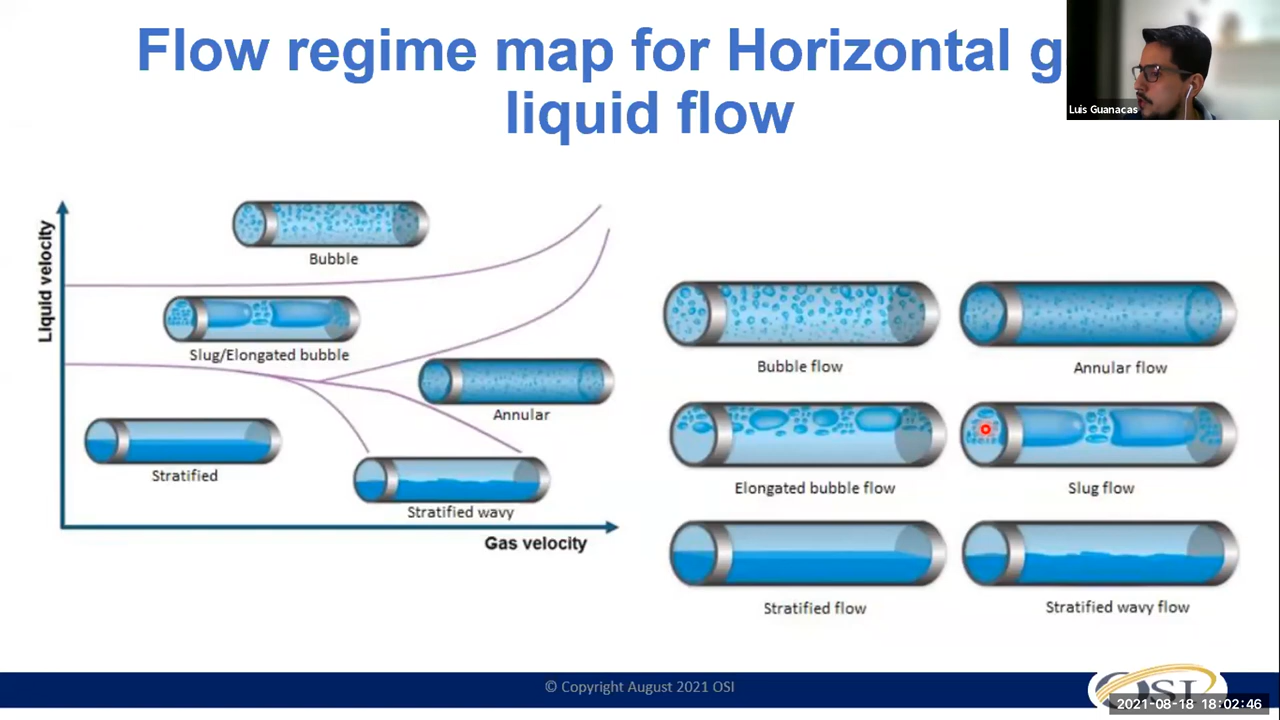 Flow regime map for Horizontal g
liquid flow
Luis Guanacas
Liquid velocity
Bubble
Slug/Elongated bubble
Annular
Stratified
Stratified wavy
Gas velocity
Bubble flow
Annular flow
Elongated bubble flow
Slug flow
Stratified flow
Stratified wavy flow
© Copyright August 2021 OSI
OSI
2021-08-18 18:02:46